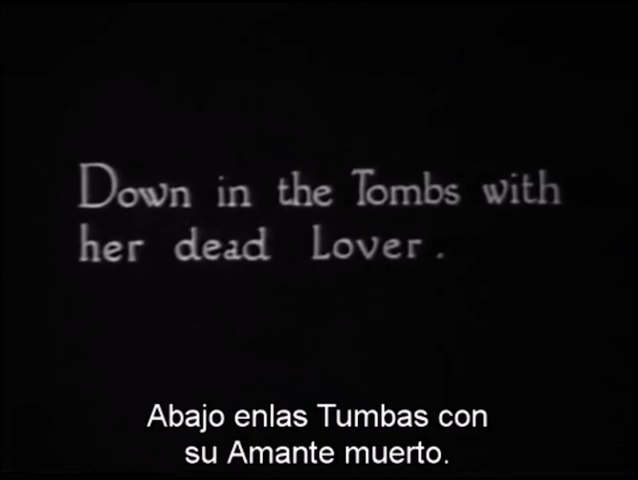 Down in the Tombs with
her dead Lover.
Abajo enlas Tumbas con
su Amante muerto.